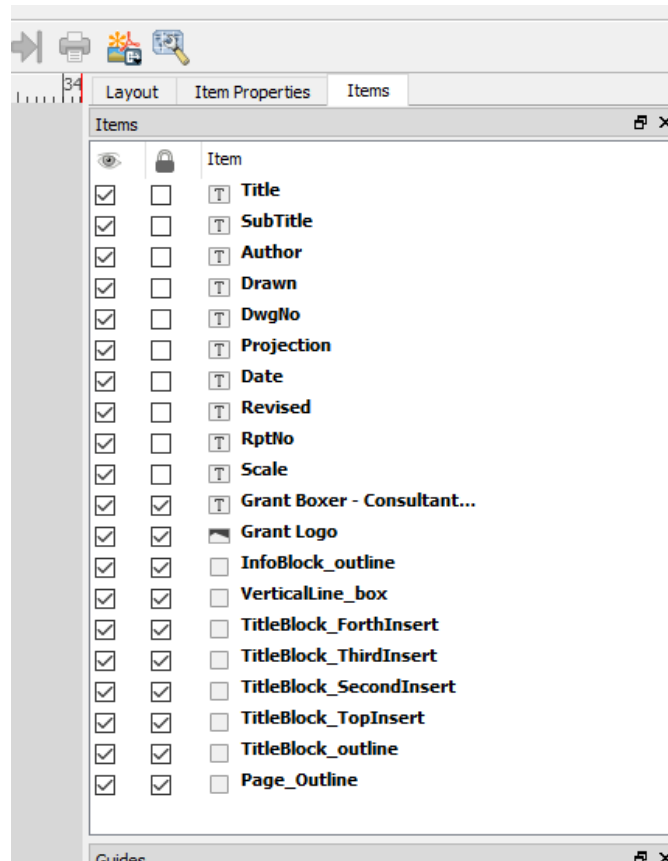 34
Layout Item Properties Items
Items
Item
Title
SubTitle
Author
Drawn
DwgNo
Projection
Date
Revised
RptNo
Scale
Grant Boxer - Consultant...
Grant Logo
InfoBlock_outline
VerticalLine_box
TitleBlock_ForthInsert
TitleBlock_ThirdInsert
TitleBlock_SecondInsert
TitleBlock_TopInsert
TitleBlock_outline
Page_Outline
Guides